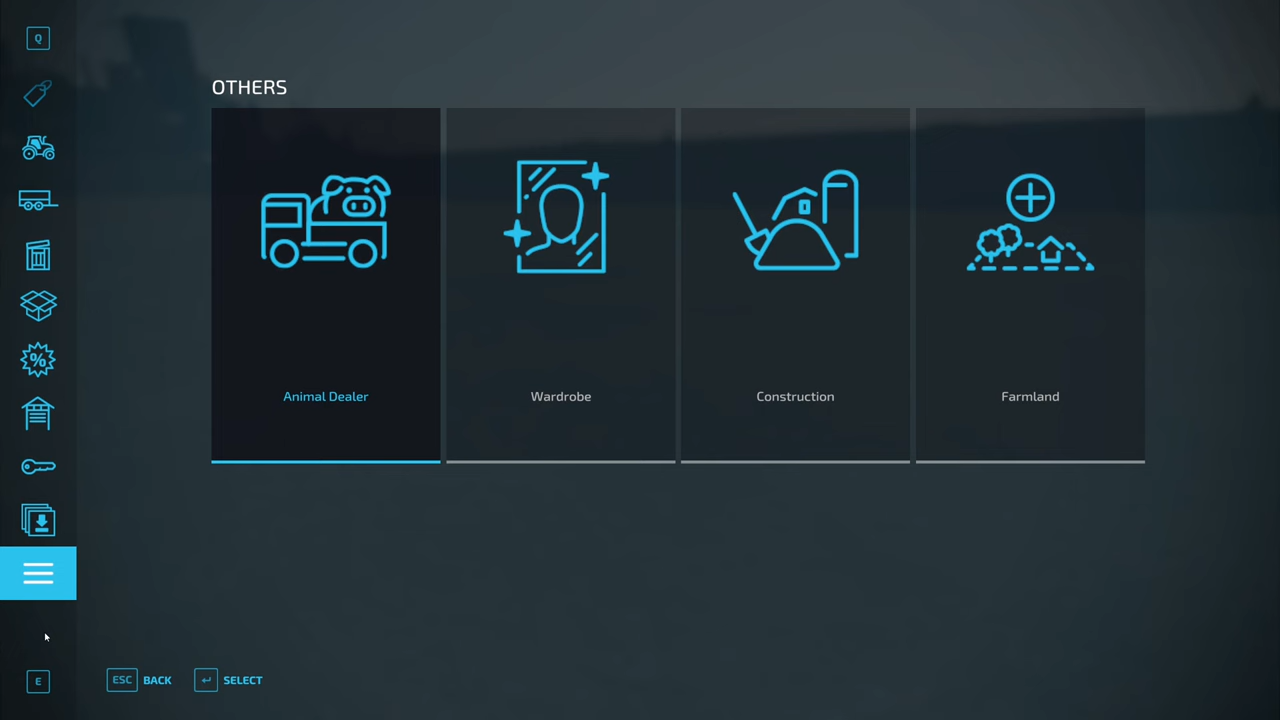 Q
OTHERS
%
Animal Dealer
Wardrobe
Construction
Farmland
E
ESC BACK ↵ SELECT